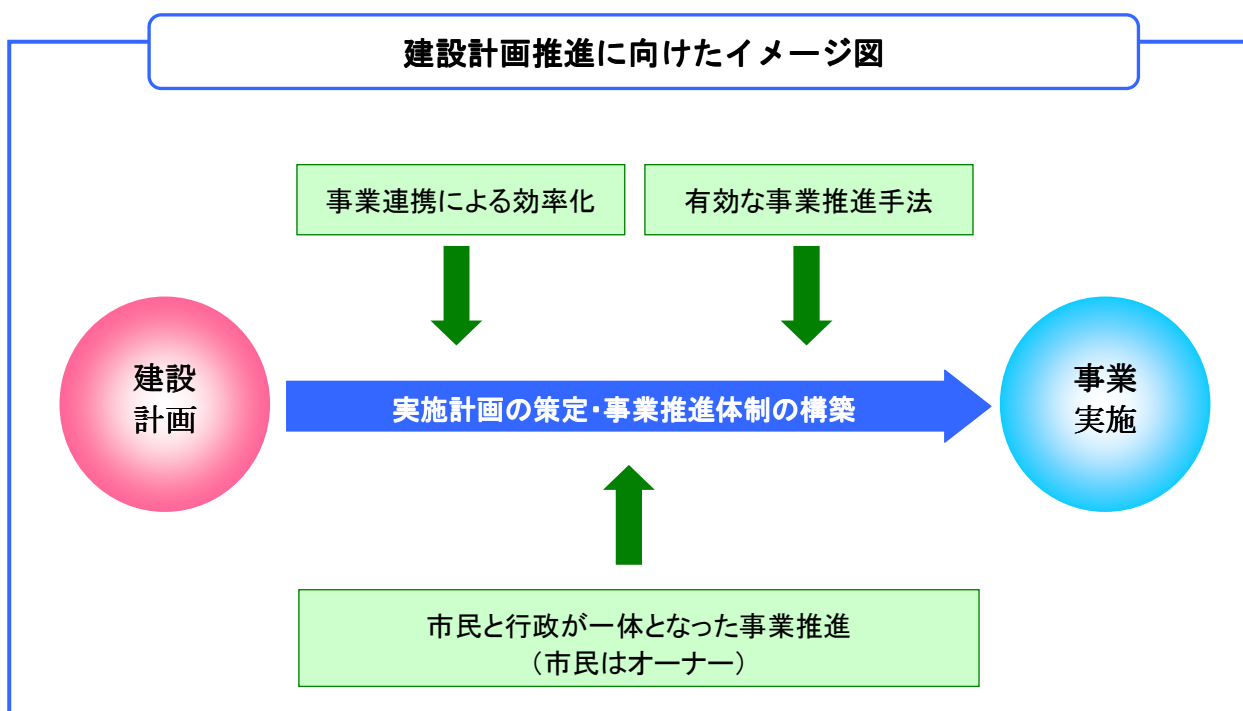 建設計画推進に向けたイメージ図
事業連携による効率化
有効な事業推進手法
建設
計画
実施計画の策定・事業推進体制の構築
事業
実施
市民と行政が一体となった事業推進
（市民はオーナー）